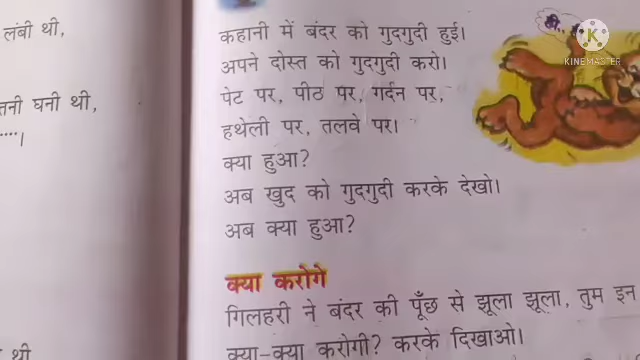 लंबी थी,
तनी घनी थी,
····।
थी
कहानी में बंदर को गुदगुदी हुई।
अपने दोस्त को गुदगुदी करो।
पेट पर, पीठ पर, गर्दन पर,
हथेली पर, तलवे पर।
क्या हुआ?
अब खुद को गुदगुदी करके देखो।
अब क्या हुआ?
क्या करोगे
गिलहरी ने बंदर की पूँछ से झूला झूला, तुम इन
क्या-क्या करोगी? करके दिखाओ।
KINEMASTER